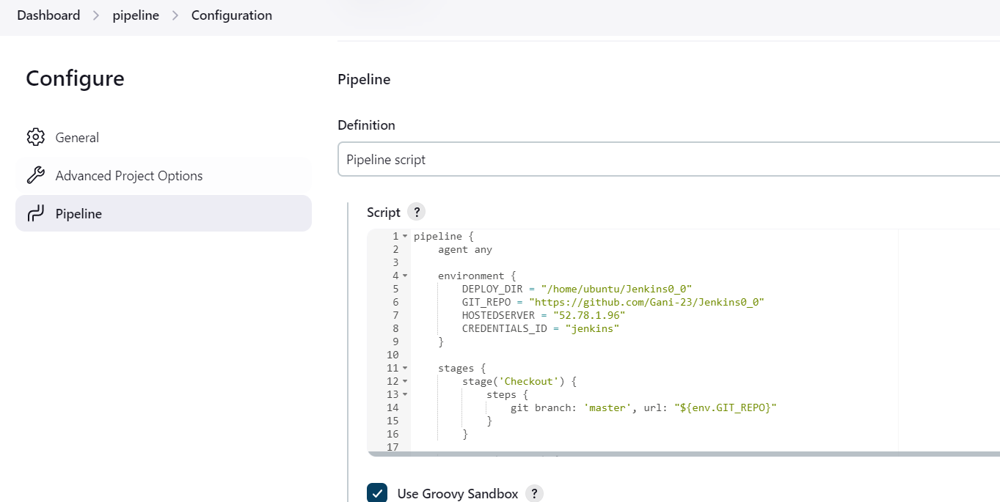 Dashboard > pipeline > Configuration
Configure
General
Advanced Project Options
Pipeline
Pipeline
Definition
Pipeline script
Script ?
1 pipeline {
2     agent any
3
4     environment {
5         DEPLOY_DIR = "/home/ubuntu/Jenkins0_0"
6         GIT_REPO = "https://github.com/Gani-23/Jenkins0_0"
7         HOSTEDSERVER = "52.78.1.96"
8         CREDENTIALS_ID = "jenkins"
9     }
10
11     stages {
12         stage('Checkout') {
13             steps {
14                 git branch: 'master', url: "${env.GIT_REPO}"
15             }
16         }
17
Use Groovy Sandbox ?